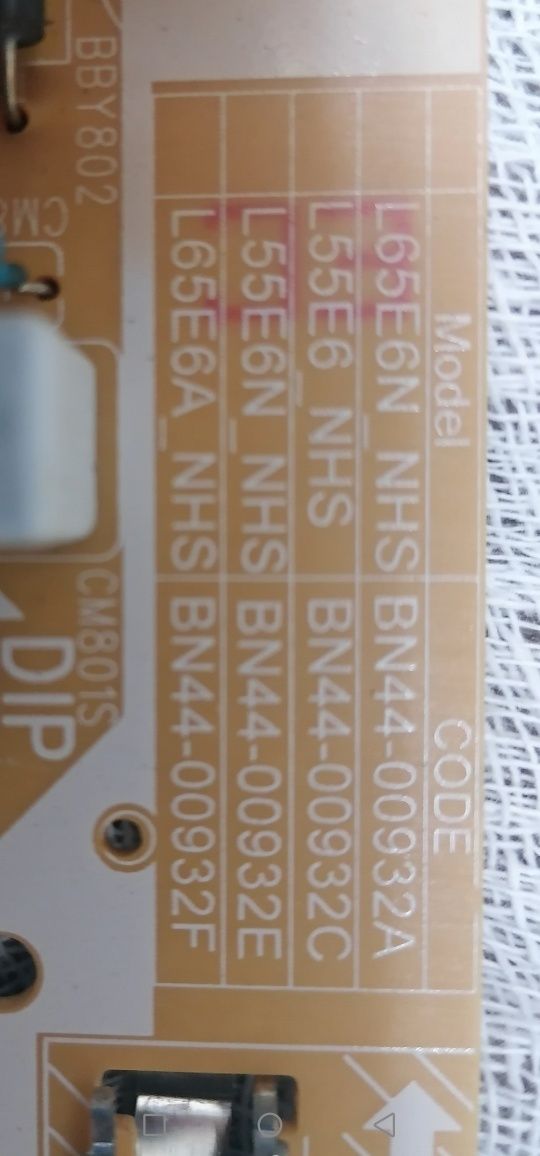 Model CODE
L65E6N_NHS BN44-00932A
L55E6_NHS BN44-00932C
L55E6N_NHS BN44-00932E
L65E6A_NHS BN44-00932F
BBY802
CM801S
DIP